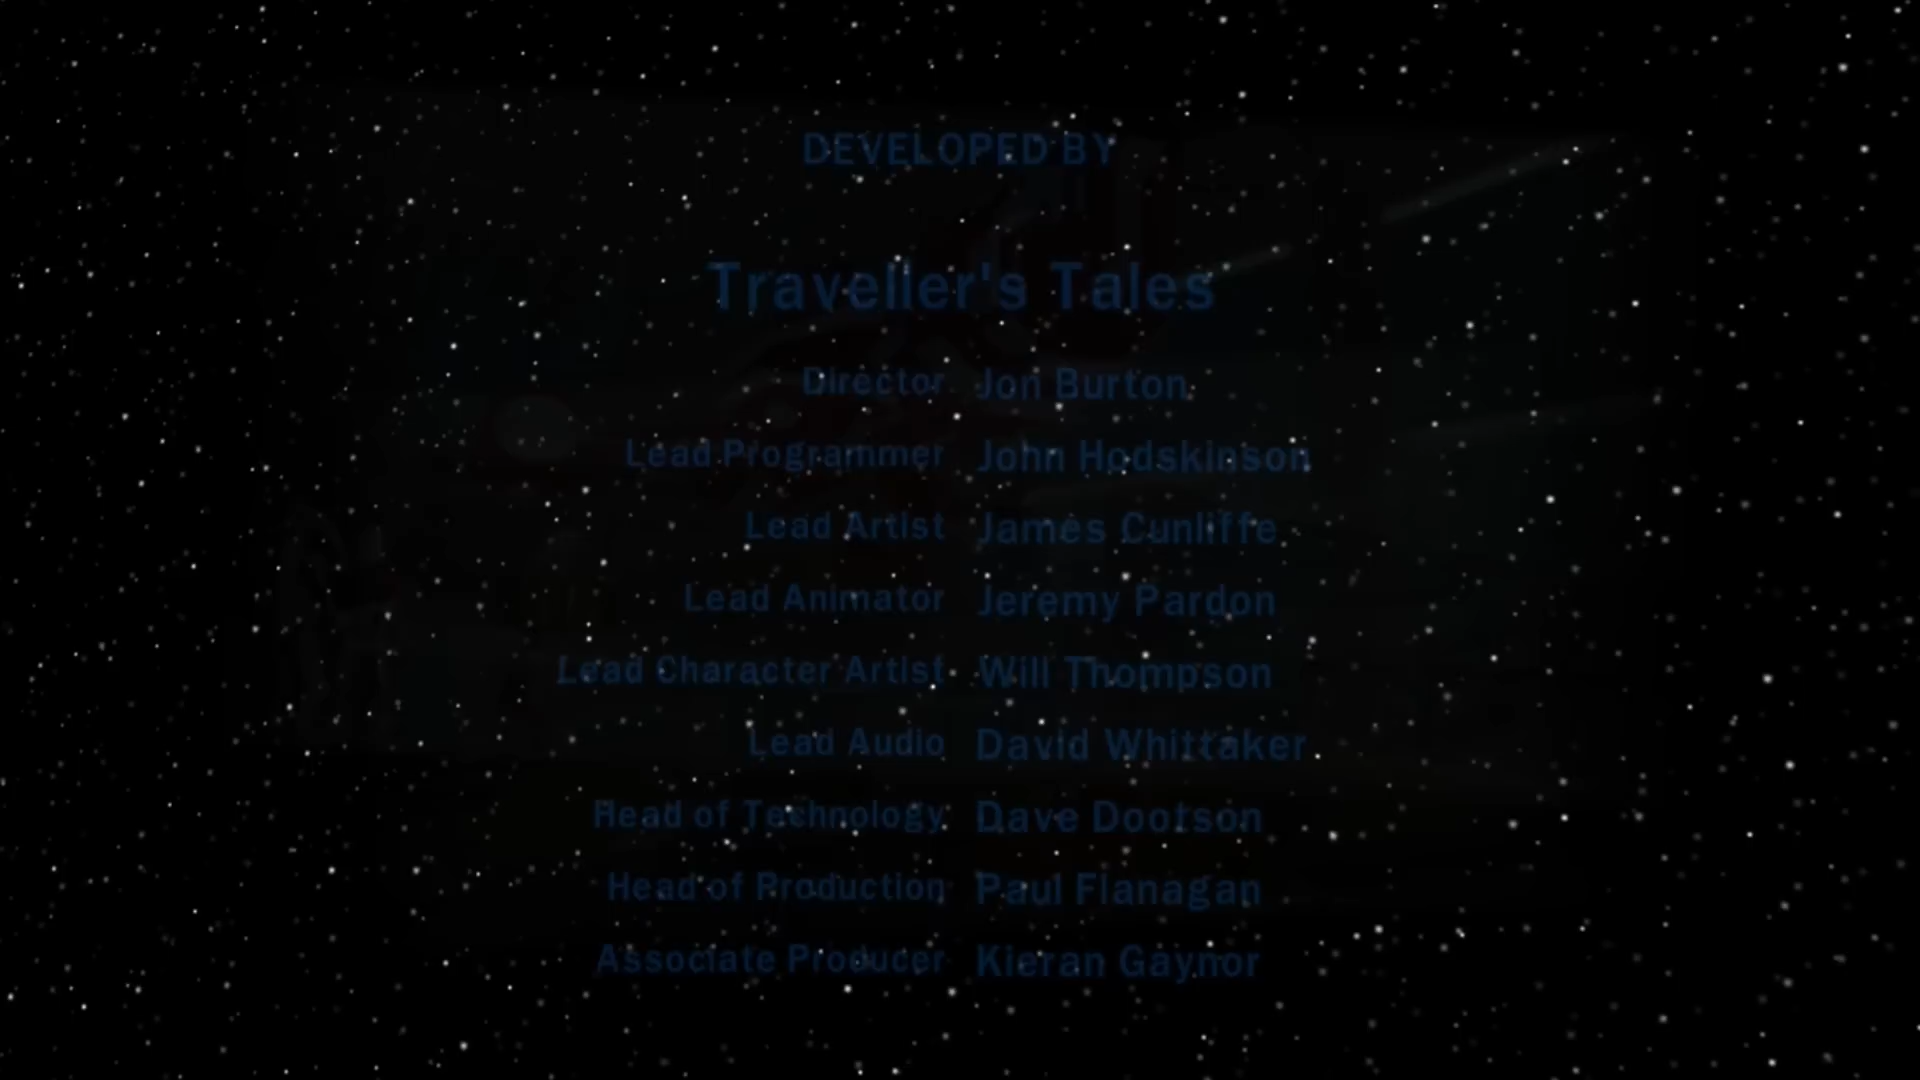 DEVELOPED BY
Traveller's Tales
Director Jon Burton
Lead Programmer John Hodskinson
Lead Artist James Cunliffe
Lead Animator Jeremy Pardon
Lead Character Artist Will Thompson
Lead Audio David Whittaker
Head of Technology Dave Dootson
Head of Production Paul Flanagan
Associate Producer Kieran Gaynor